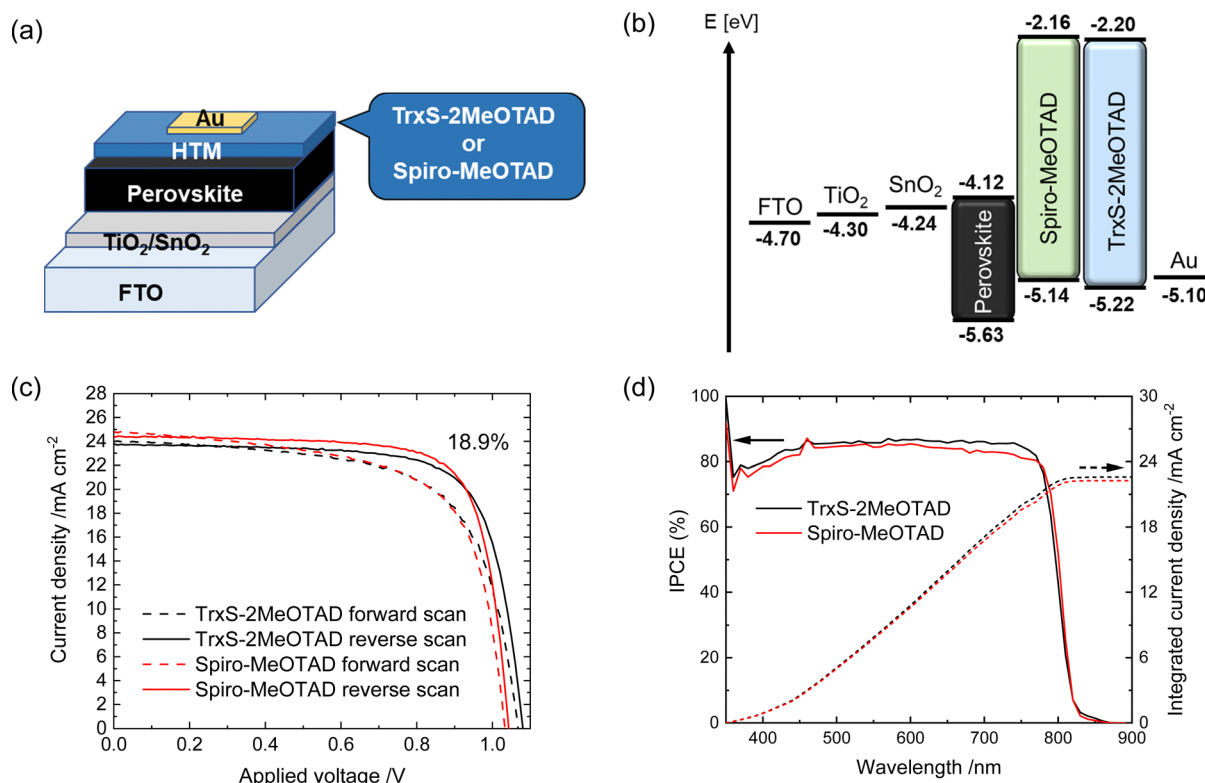 (a)
Au
HTM
Perovskite
TiO₂/SnO₂
FTO
TrxS-2MeOTAD
or
Spiro-MeOTAD
(b)
E [eV]
FTO
-4.70
TiO₂
-4.30
SnO₂
-4.24
-4.12
Perovskite
-5.63
-2.16
Spiro-MeOTAD
-5.14
-2.20
TrxS-2MeOTAD
-5.22
Au
-5.10
(c)
Current density /mA cm⁻²
28
26
24
22
20
18
16
14
12
10
8
6
4
2
0
18.9%
TrxS-2MeOTAD forward scan
TrxS-2MeOTAD reverse scan
Spiro-MeOTAD forward scan
Spiro-MeOTAD reverse scan
0.0 0.2 0.4 0.6 0.8 1.0
Applied voltage /V
(d)
IPCE (%)
100
80
60
40
20
0
TrxS-2MeOTAD
Spiro-MeOTAD
30
24
18
12
6
0
Integrated current density /mA cm⁻²
400 500 600 700 800 900
Wavelength /nm